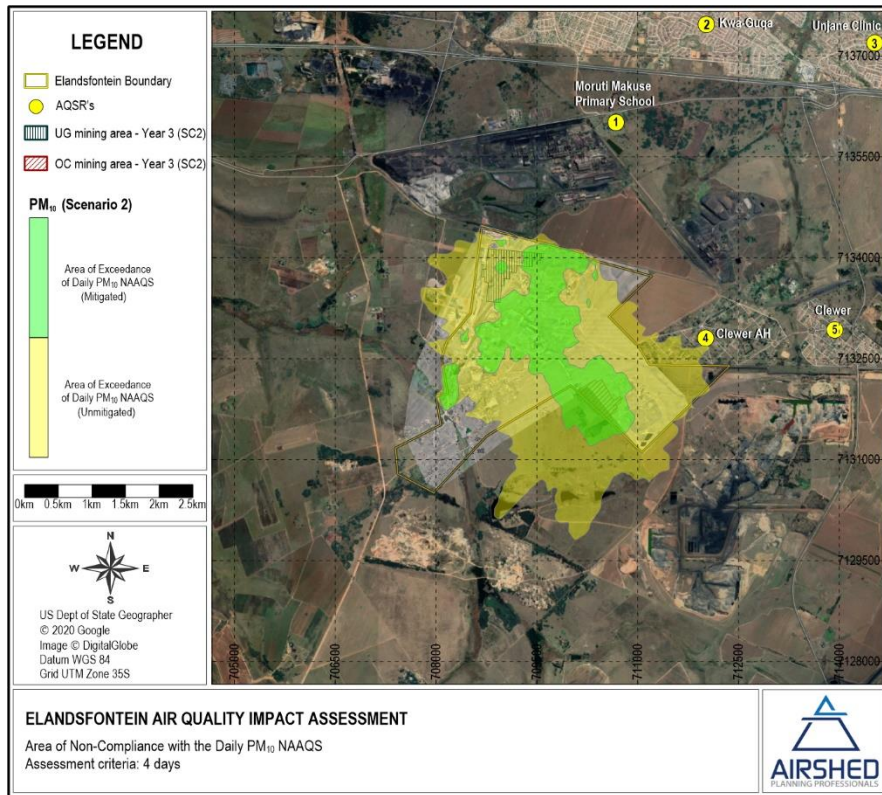 LEGEND
Elandsfontein Boundary
AQSR's
UG mining area - Year 3 (SC2)
OC mining area - Year 3 (SC2)
PM₁₀ (Scenario 2)
Area of Exceedance
of Daily PM₁₀ NAAQS
(Mitigated)
Area of Exceedance
of Daily PM₁₀ NAAQS
(Unmitigated)
0km 0.5km 1km 1.5km 2km 2.5km
N
W E
S
US Dept of State Geographer
© 2020 Google
Image © DigitalGlobe
Datum WGS 84
Grid UTM Zone 35S
2 Kwa-Guqa
Unjane Clinic
3
7137000
Moruti Makuse
Primary School
1
7135500
7134000
Clewer
4 Clewer AH
5
7132500
7131000
7129500
7128000
705000
706500
708000
711000
712500
714000
ELANDSFONTEIN AIR QUALITY IMPACT ASSESSMENT
Area of Non-Compliance with the Daily PM₁₀ NAAQS
Assessment criteria: 4 days
AIRSHED
PLANNING PROFESSIONALS